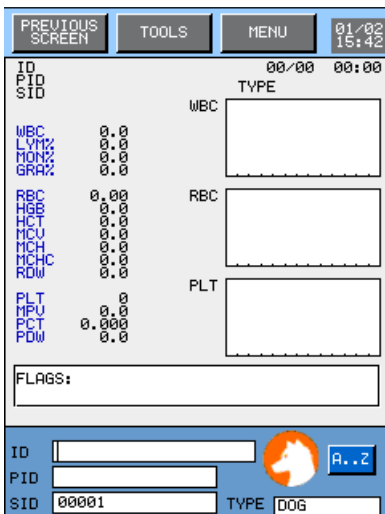 PREVIOUS SCREEN TOOLS MENU 01/02 15:42
ID 00/00 00:00
PID
SID TYPE
WBC
WBC 0.0
LYM% 0.0
MON% 0.0
GRA% 0.0
RBC
RBC 0.00
HGB 0.0
HCT 0.0
MCV 0.0
MCH 0.0
MCHC 0.0
RDW 0.0
PLT
PLT 0
MPV 0.0
PCT 0.000
PDW 0.0
FLAGS:
ID A..Z
PID
SID 00001 TYPE DOG